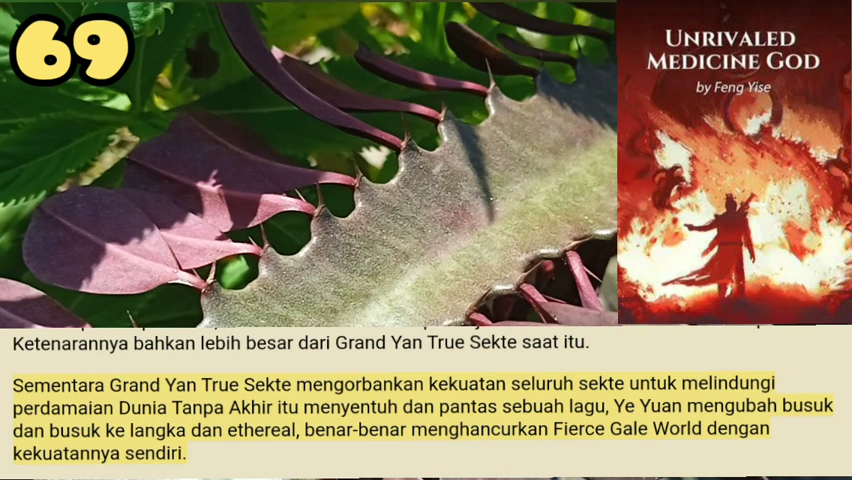 69
UNRIVALED
MEDICINE GOD
by Feng Yise
Ketenarannya bahkan lebih besar dari Grand Yan True Sekte saat itu.
Sementara Grand Yan True Sekte mengorbankan kekuatan seluruh sekte untuk melindungi
perdamaian Dunia Tanpa Akhir itu menyentuh dan pantas sebuah lagu, Ye Yuan mengubah busuk
dan busuk ke langka dan ethereal, benar-benar menghancurkan Fierce Gale World dengan
kekuatannya sendiri.